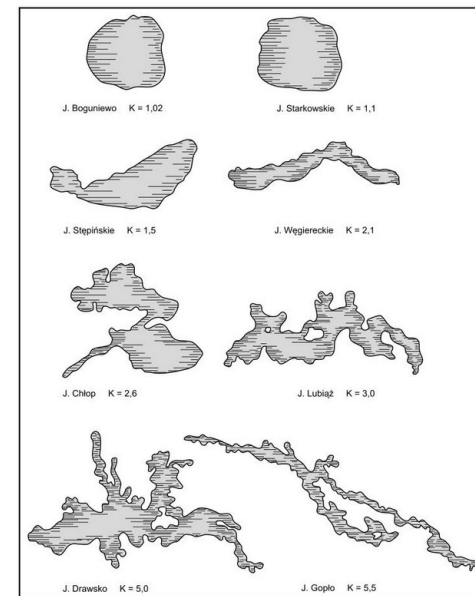 J. Boguniewo K = 1,02
J. Starkowskie K = 1,1
J. Stępińskie K = 1,5
J. Węgiereckie K = 2,1
J. Chłop K = 2,6
J. Lubiąż K = 3,0
J. Drawsko K = 5,0
J. Gopło K = 5,5